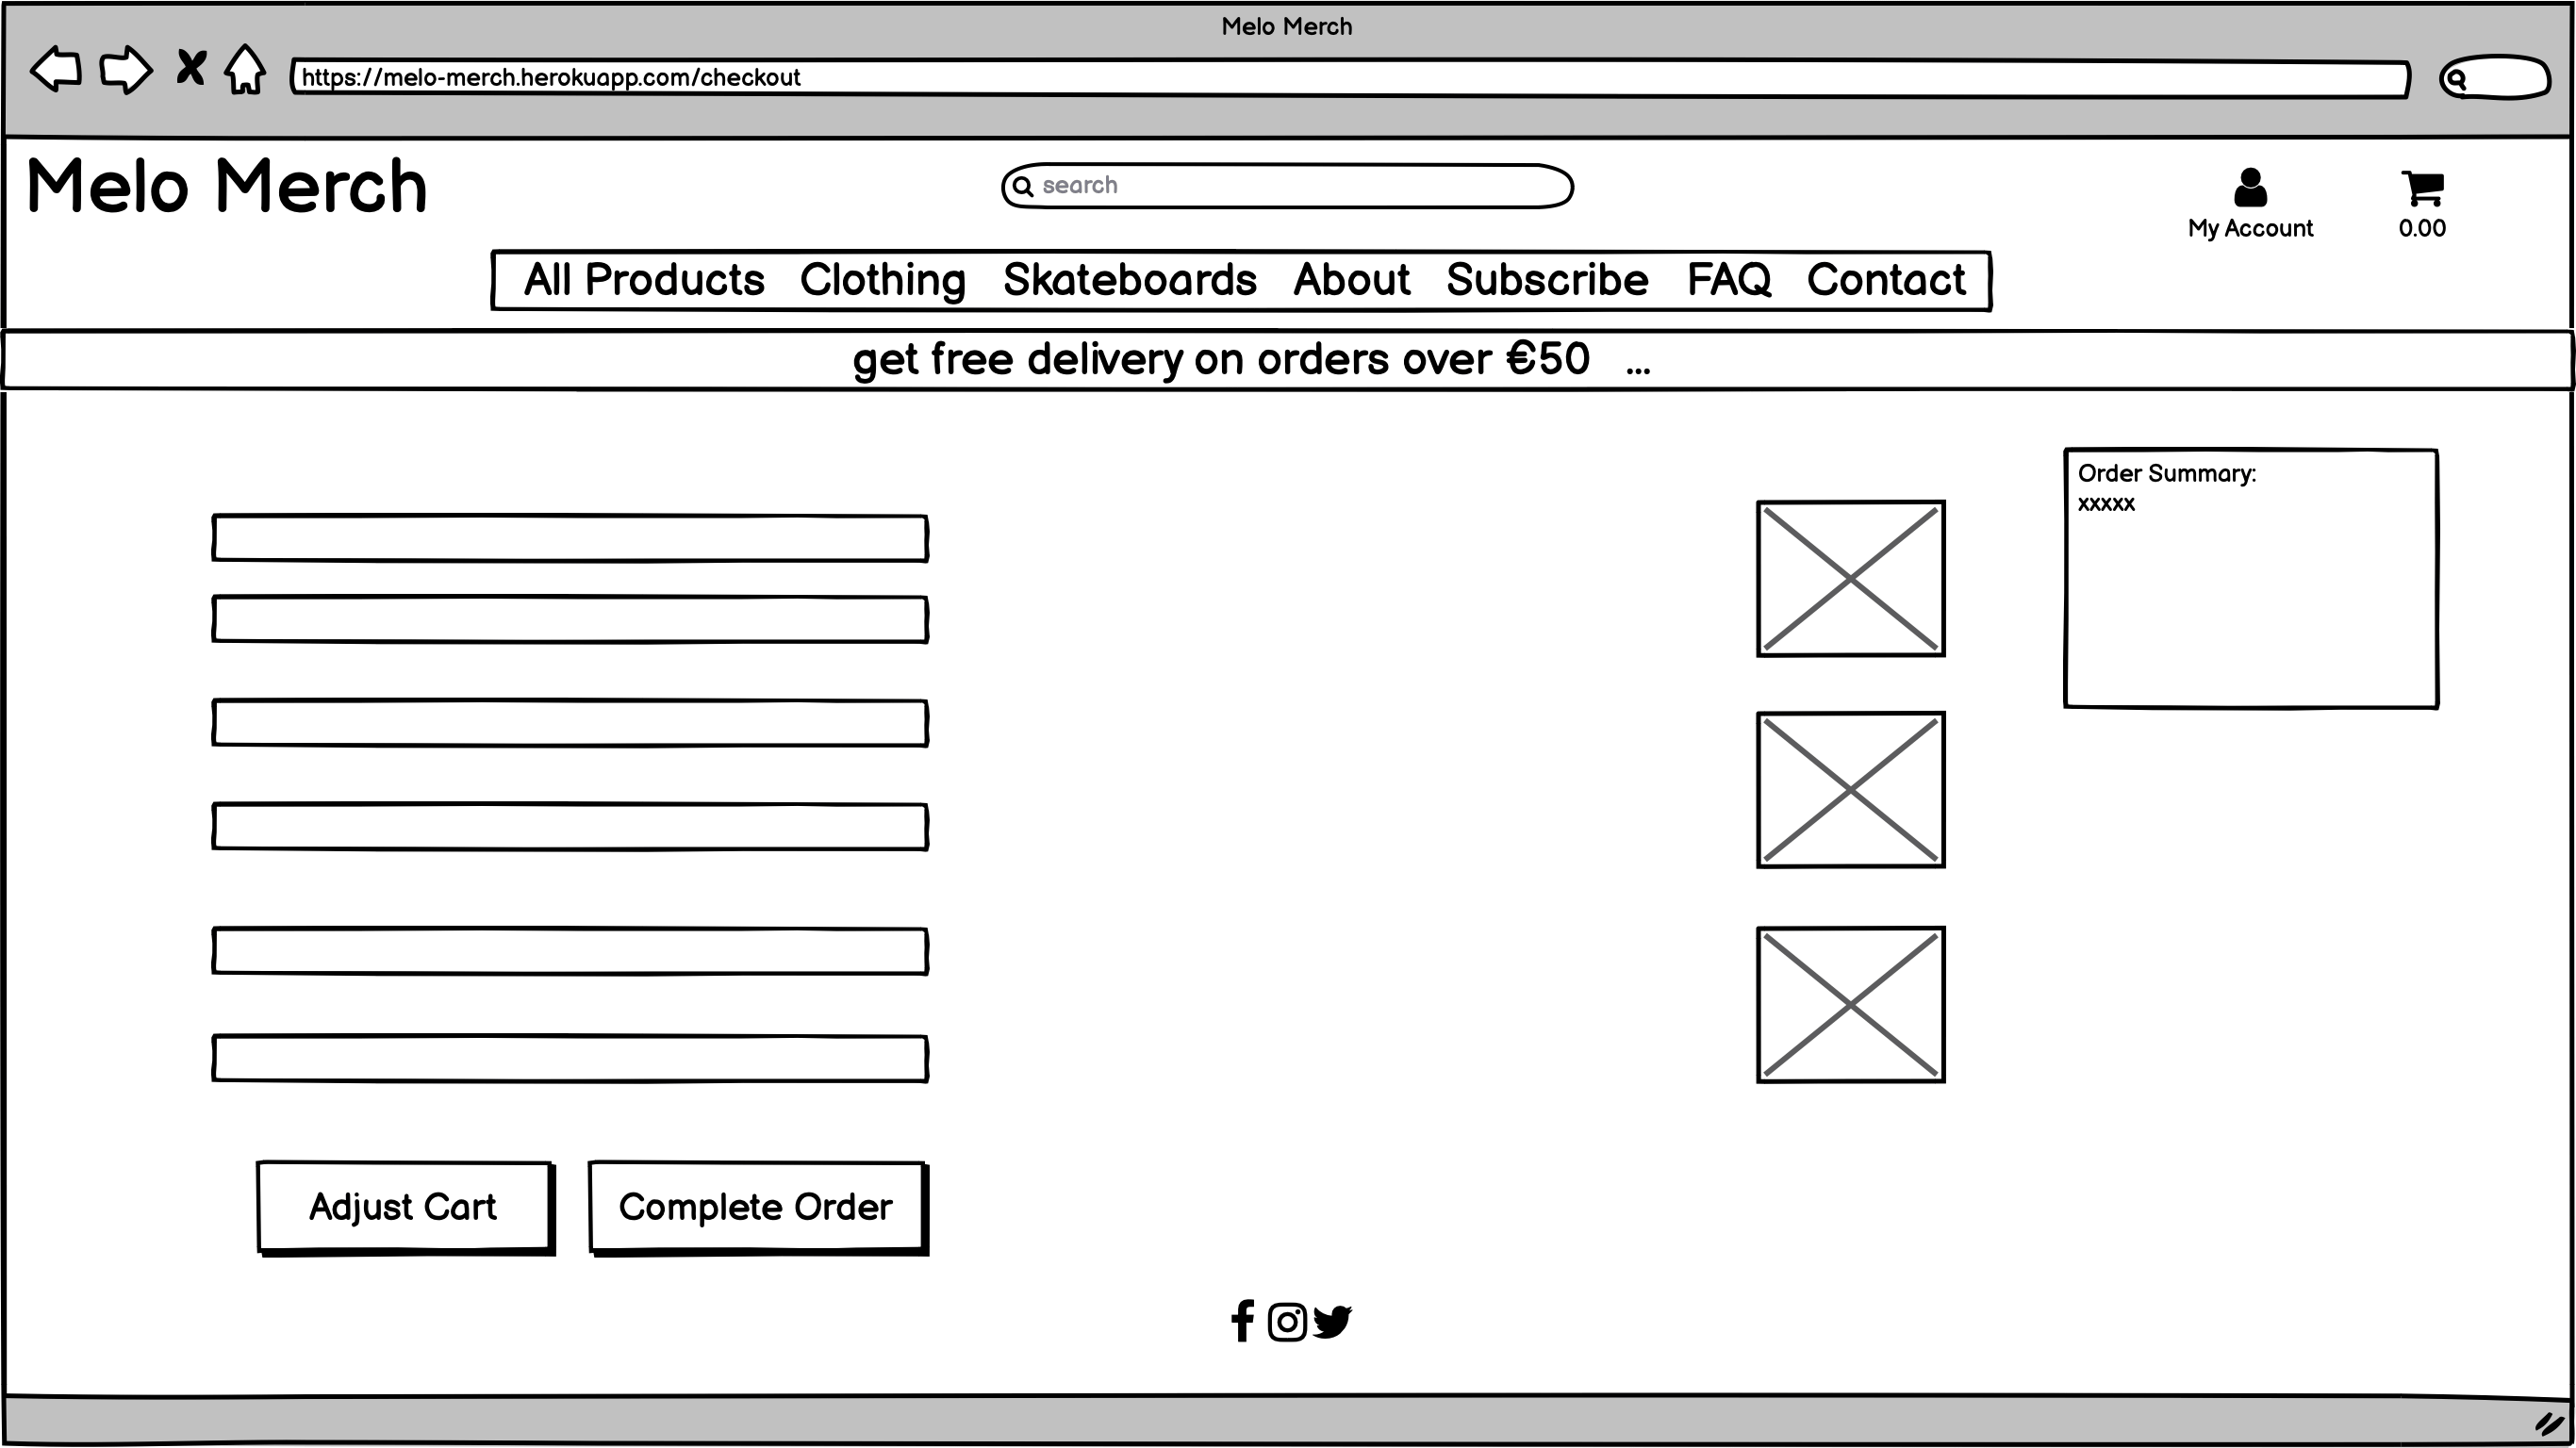 Melo Merch
https://melo-merch.herokuapp.com/checkout
Melo Merch
search
My Account
0.00
All Products Clothing Skateboards About Subscribe FAQ Contact
get free delivery on orders over €50 ...
Order Summary:
xxxxx
Adjust Cart
Complete Order